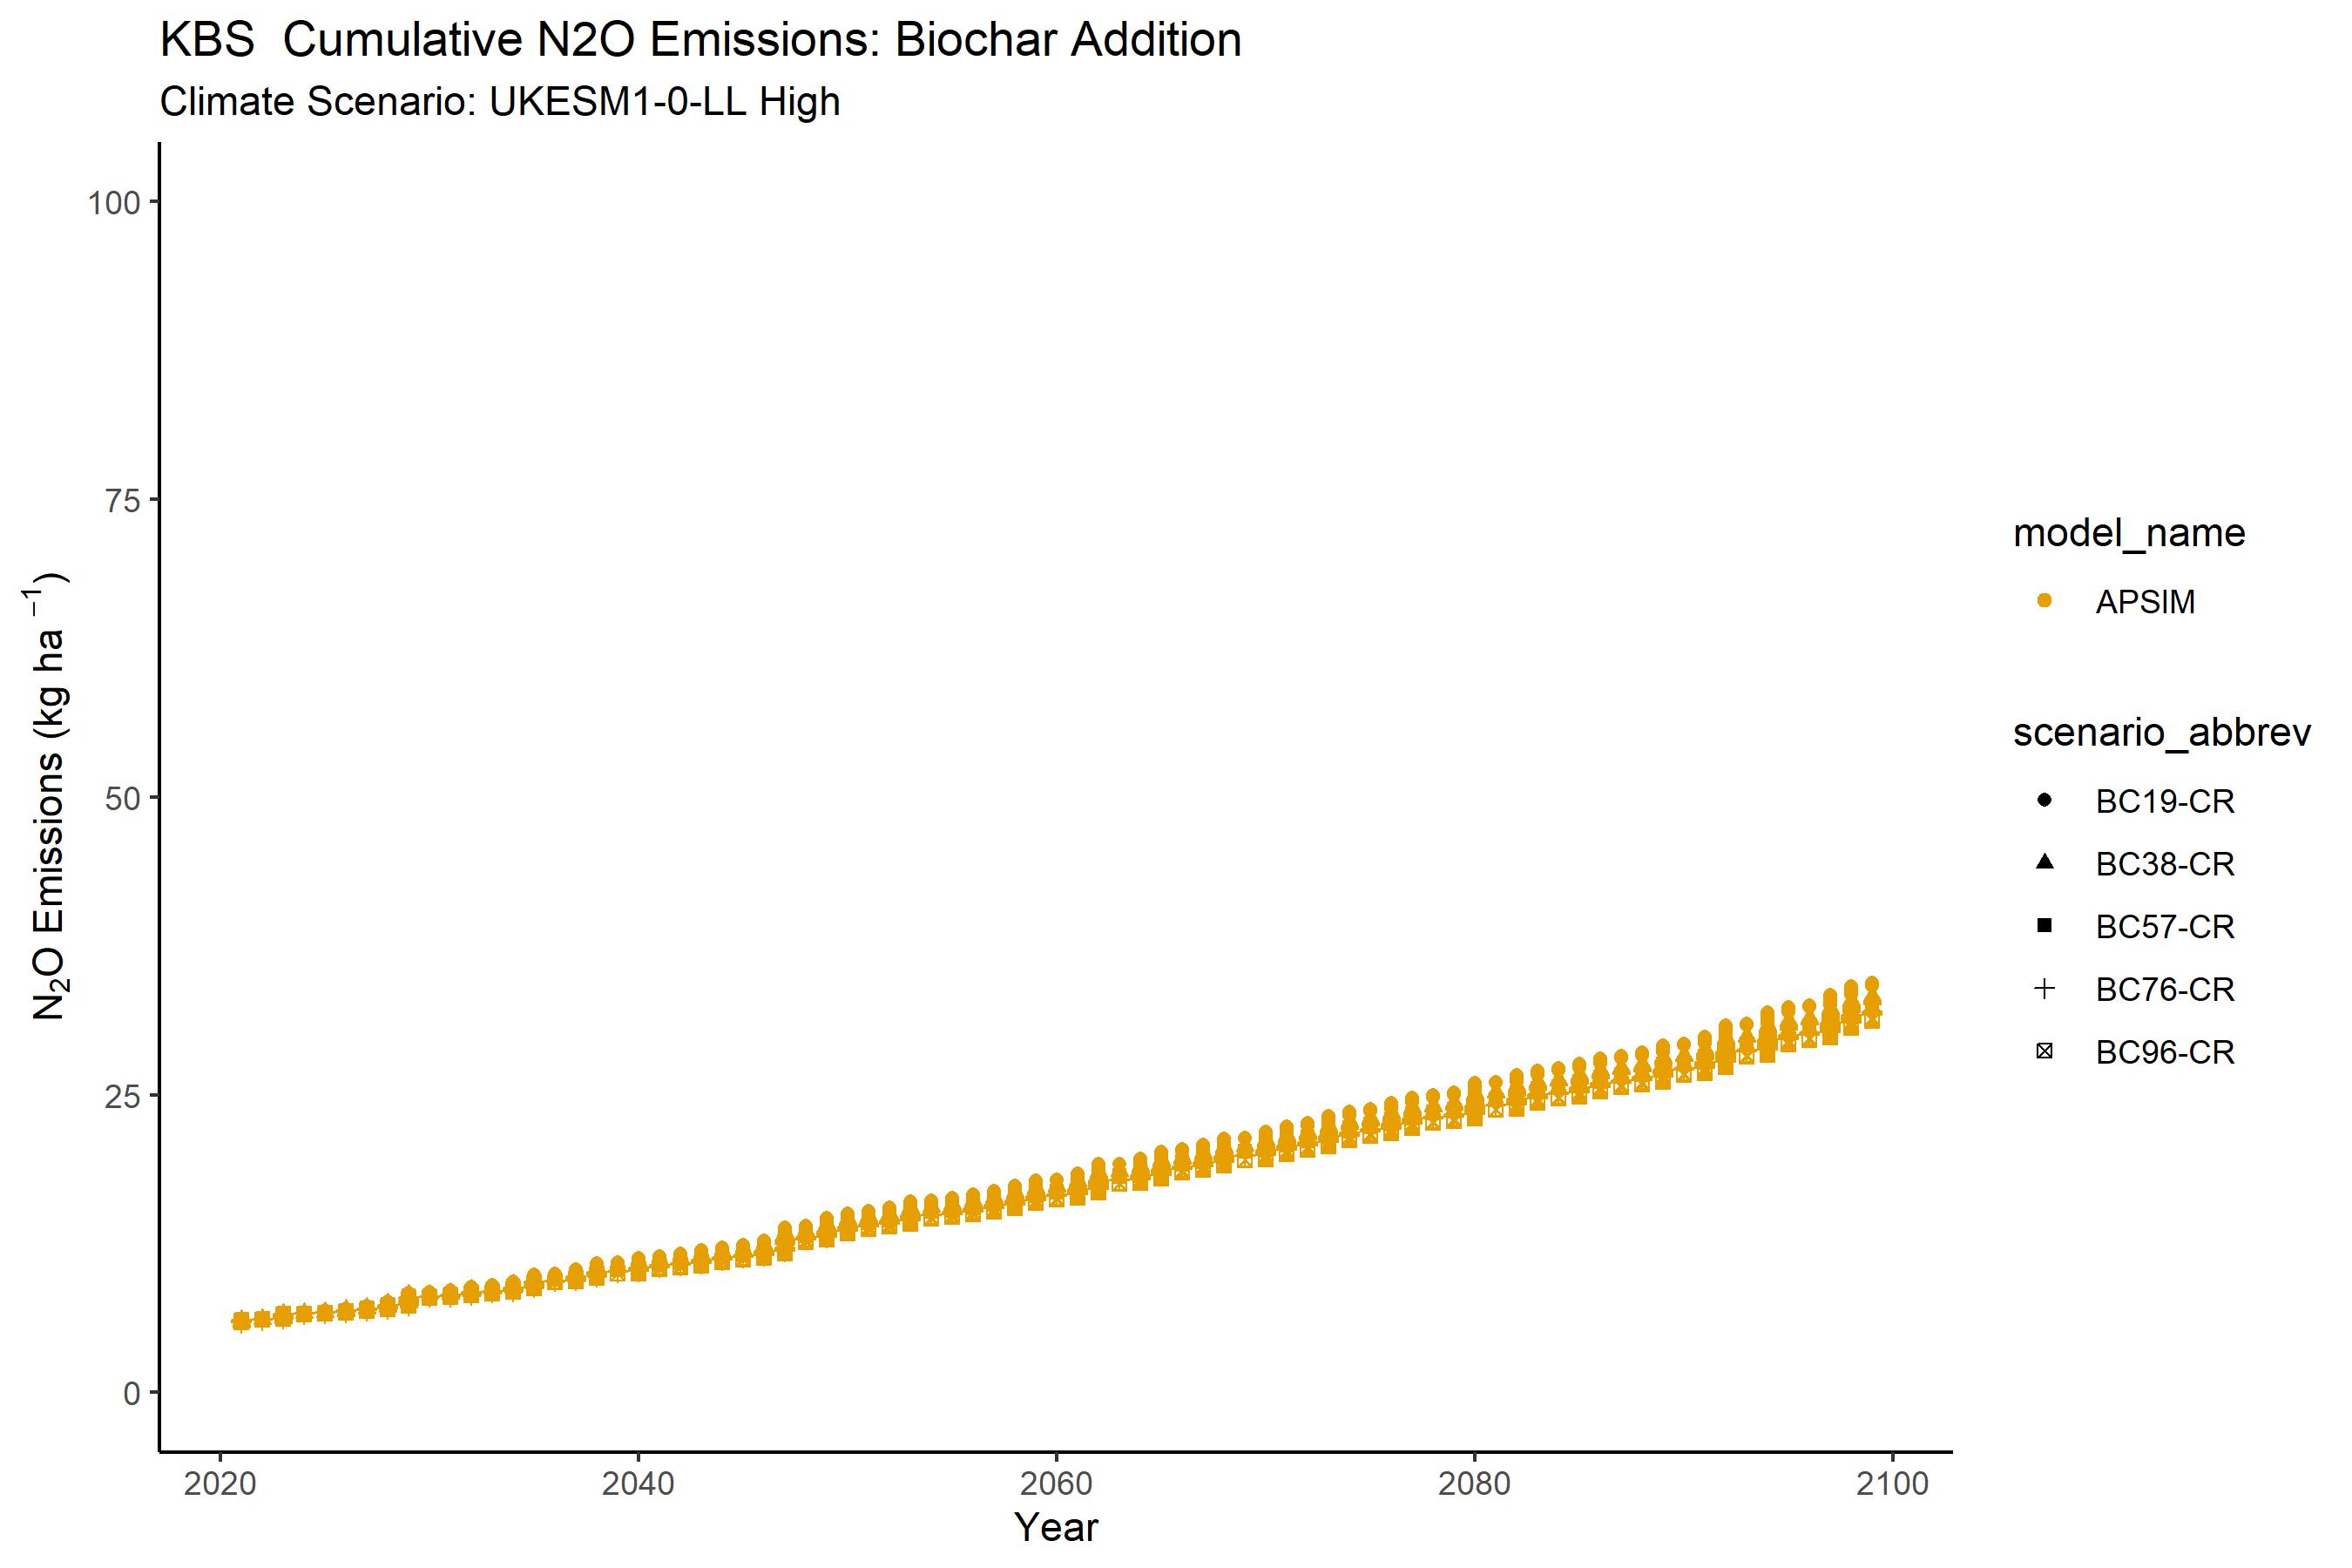 KBS  Cumulative N2O Emissions: Biochar Addition
Climate Scenario: UKESM1-0-LL High
N₂O Emissions (kg ha ⁻¹)
100
75
50
25
0
2020
2040
2060
2080
2100
Year
model_name
APSIM
scenario_abbrev
BC19-CR
BC38-CR
BC57-CR
BC76-CR
BC96-CR